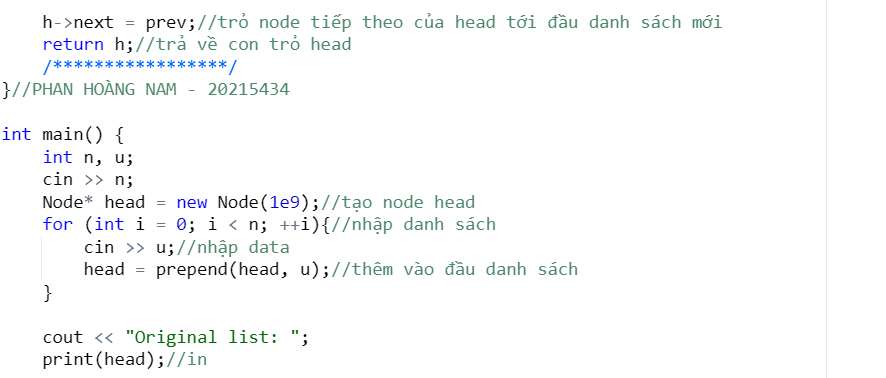 h->next = prev;//trỏ node tiếp theo của head tới đầu danh sách mới
return h;//trả về con trỏ head
/*****************/
}//PHAN HOÀNG NAM - 20215434
int main() {
int n, u;
cin >> n;
Node* head = new Node(1e9);//tạo node head
for (int i = 0; i < n; ++i){//nhập danh sách
cin >> u;//nhập data
head = prepend(head, u);//thêm vào đầu danh sách
}
cout << "Original list: ";
print(head);//in